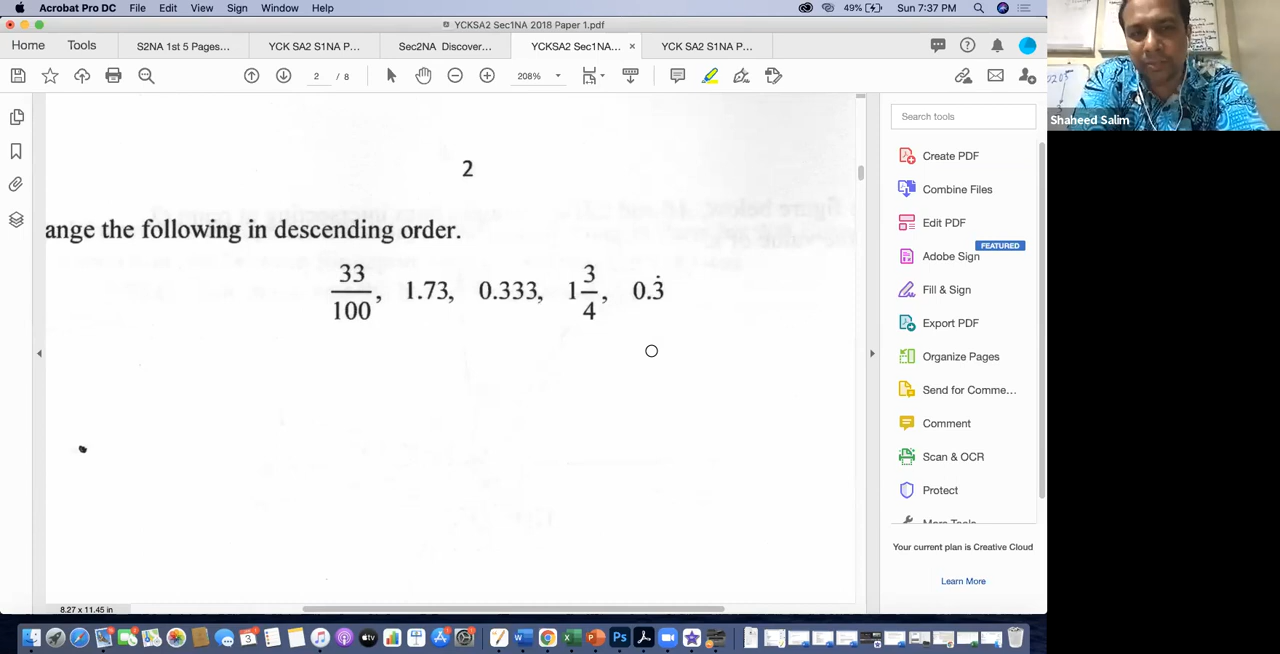 Acrobat Pro DC File Edit View Sign Window Help 49% Sun 7:37 PM
YCKSA2 Sec1NA 2018 Paper 1.pdf
Home Tools S2NA 1st 5 Pages... YCK SA2 S1NA P... Sec2NA Discover... YCKSA2 Sec1NA... × YCK SA2 S1NA P...
2 / 8 208%
Search tools
Shaheed Salim
Create PDF
Combine Files
Edit PDF
FEATURED
Adobe Sign
Fill & Sign
Export PDF
Organize Pages
Send for Comme...
Comment
Scan & OCR
Protect
More Tools
Your current plan is Creative Cloud
Learn More
2
ange the following in descending order.
33/100, 1.73, 0.333, 1 3/4, 0.3̇
8.27 x 11.45 in